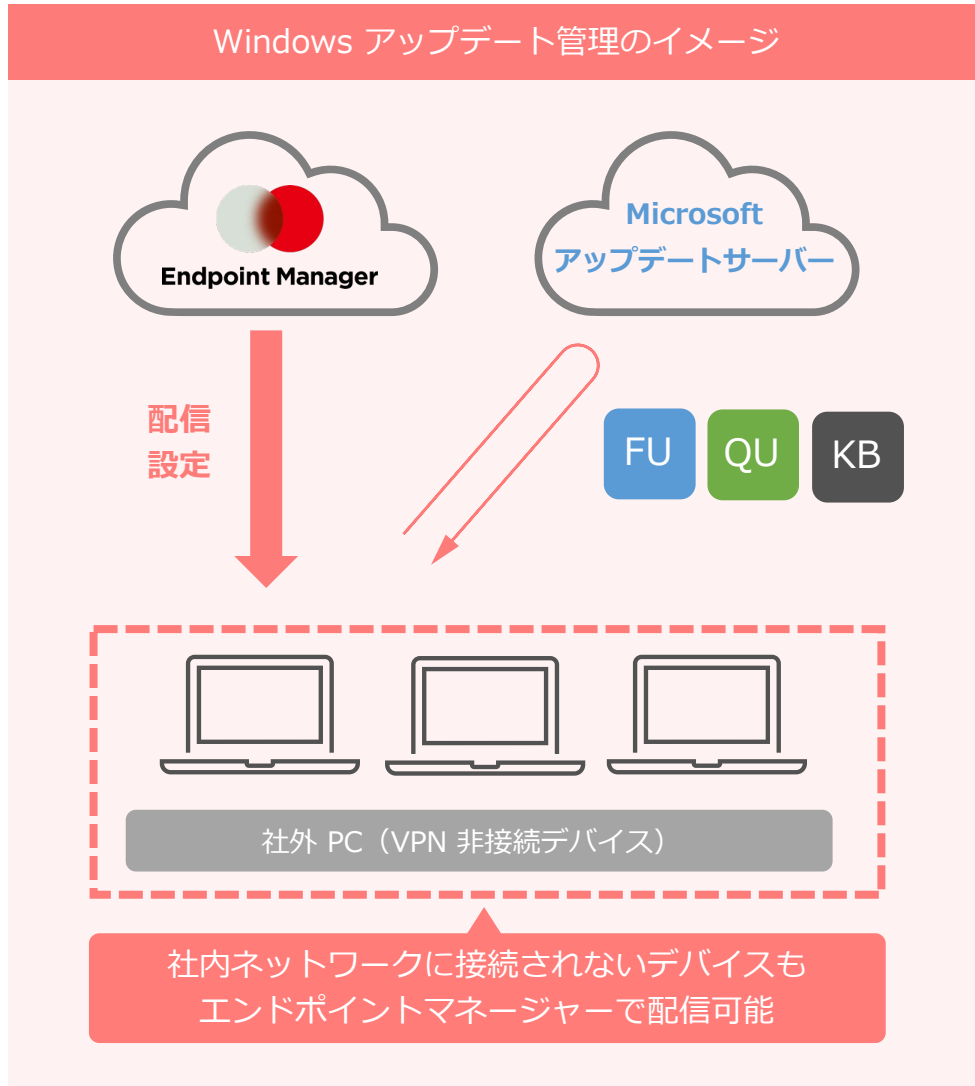 Windows アップデート管理のイメージ
Endpoint Manager
Microsoft
アップデートサーバー
配信
設定
FU
QU
KB
社外 PC（VPN 非接続デバイス）
社内ネットワークに接続されないデバイスも
エンドポイントマネージャーで配信可能